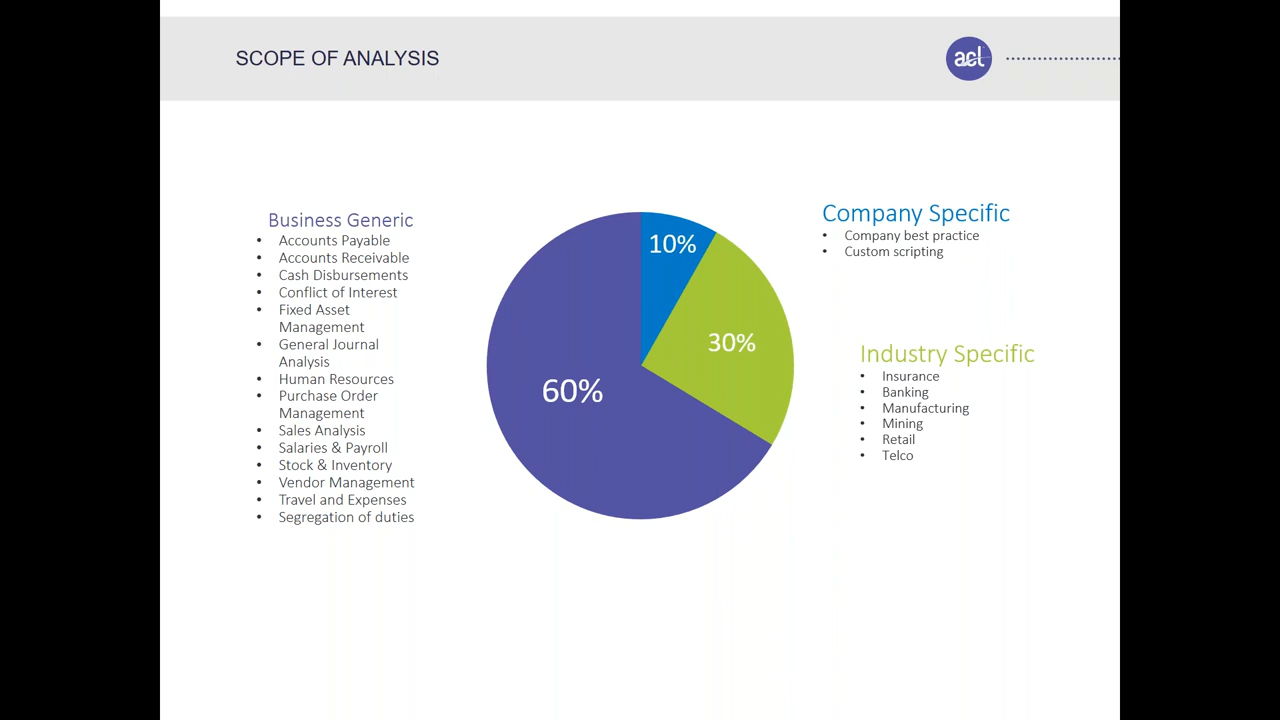 SCOPE OF ANALYSIS
acl
Business Generic
• Accounts Payable
• Accounts Receivable
• Cash Disbursements
• Conflict of Interest
• Fixed Asset
Management
• General Journal
Analysis
• Human Resources
• Purchase Order
Management
• Sales Analysis
• Salaries & Payroll
• Stock & Inventory
• Vendor Management
• Travel and Expenses
• Segregation of duties
10%
30%
60%
Company Specific
• Company best practice
• Custom scripting
Industry Specific
• Insurance
• Banking
• Manufacturing
• Mining
• Retail
• Telco